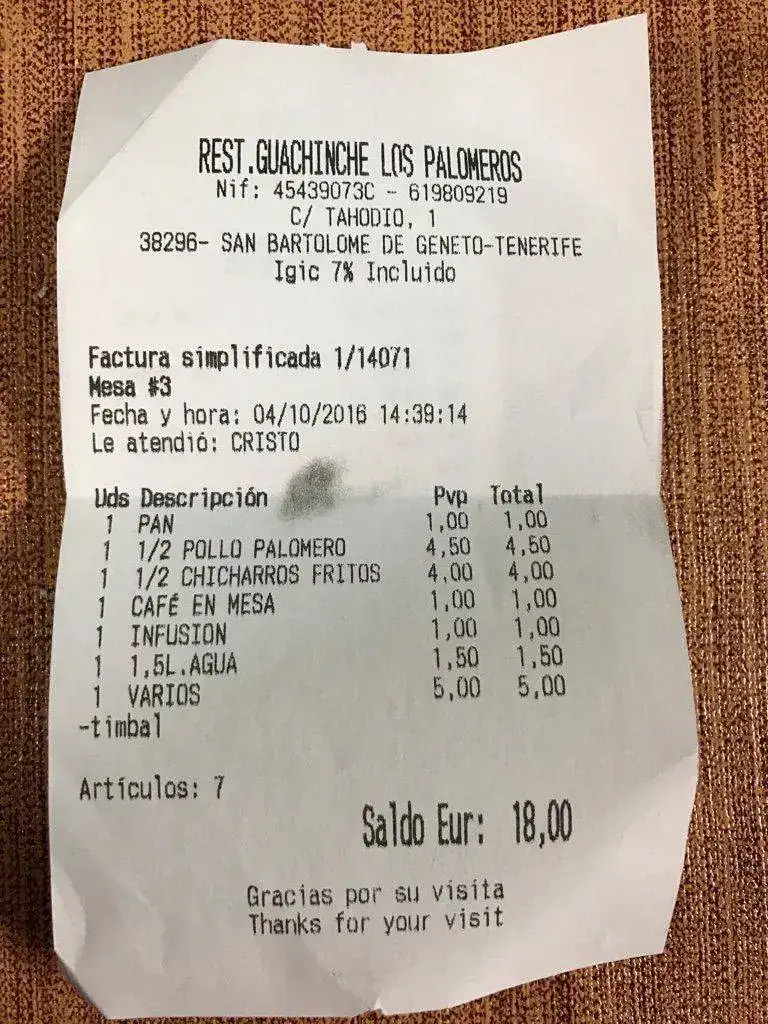 REST.GUACHINCHE LOS PALOMEROS
Nif: 45439073C - 619809219
C/ TAHODIO, 1
38296- SAN BARTOLOME DE GENETO-TENERIFE
Igic 7% Incluido
Factura simplificada 1/14071
Mesa #3
Fecha y hora: 04/10/2016 14:39:14
Le atendió: CRISTO
Uds Descripción Pvp Total
1 PAN 1,00 1,00
1 1/2 POLLO PALOMERO 4,50 4,50
1 1/2 CHICHARROS FRITOS 4,00 4,00
1 CAFÉ EN MESA 1,00 1,00
1 INFUSION 1,00 1,00
1 1,5L.AGUA 1,50 1,50
1 VARIOS 5,00 5,00
-timbal
Artículos: 7
Saldo Eur: 18,00
Gracias por su visita
Thanks for your visit